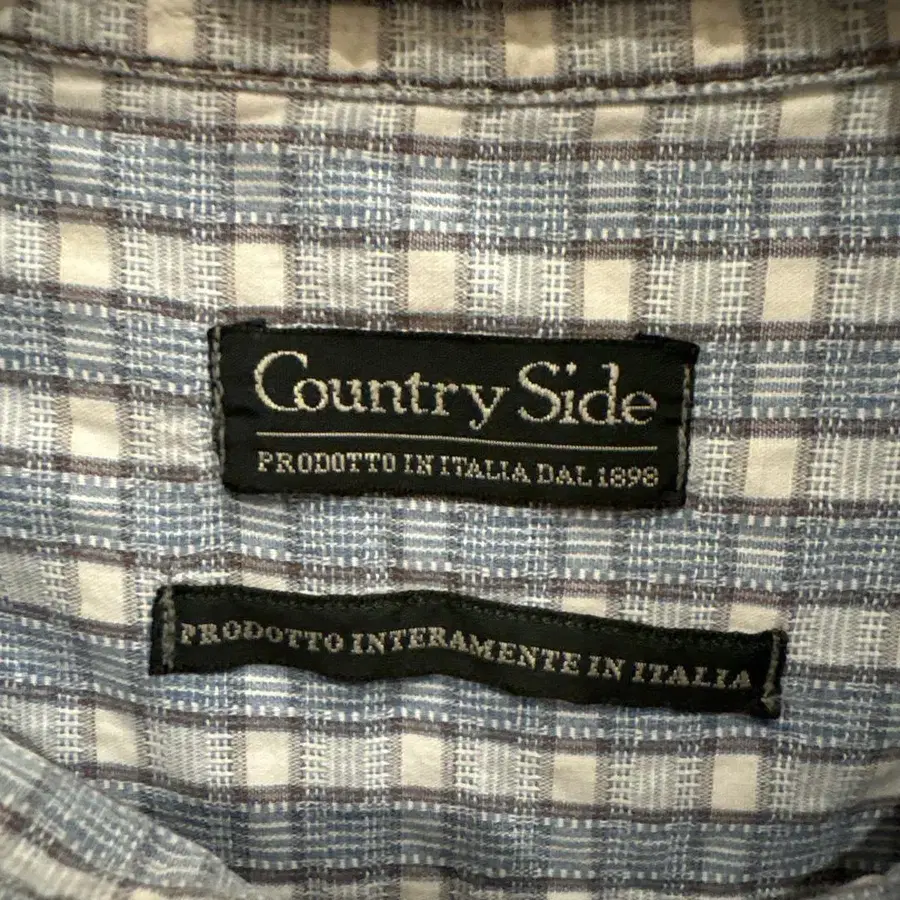 Country Side
PRODOTTO IN ITALIA DAL 1898
PRODOTTO INTERAMENTE IN ITALIA